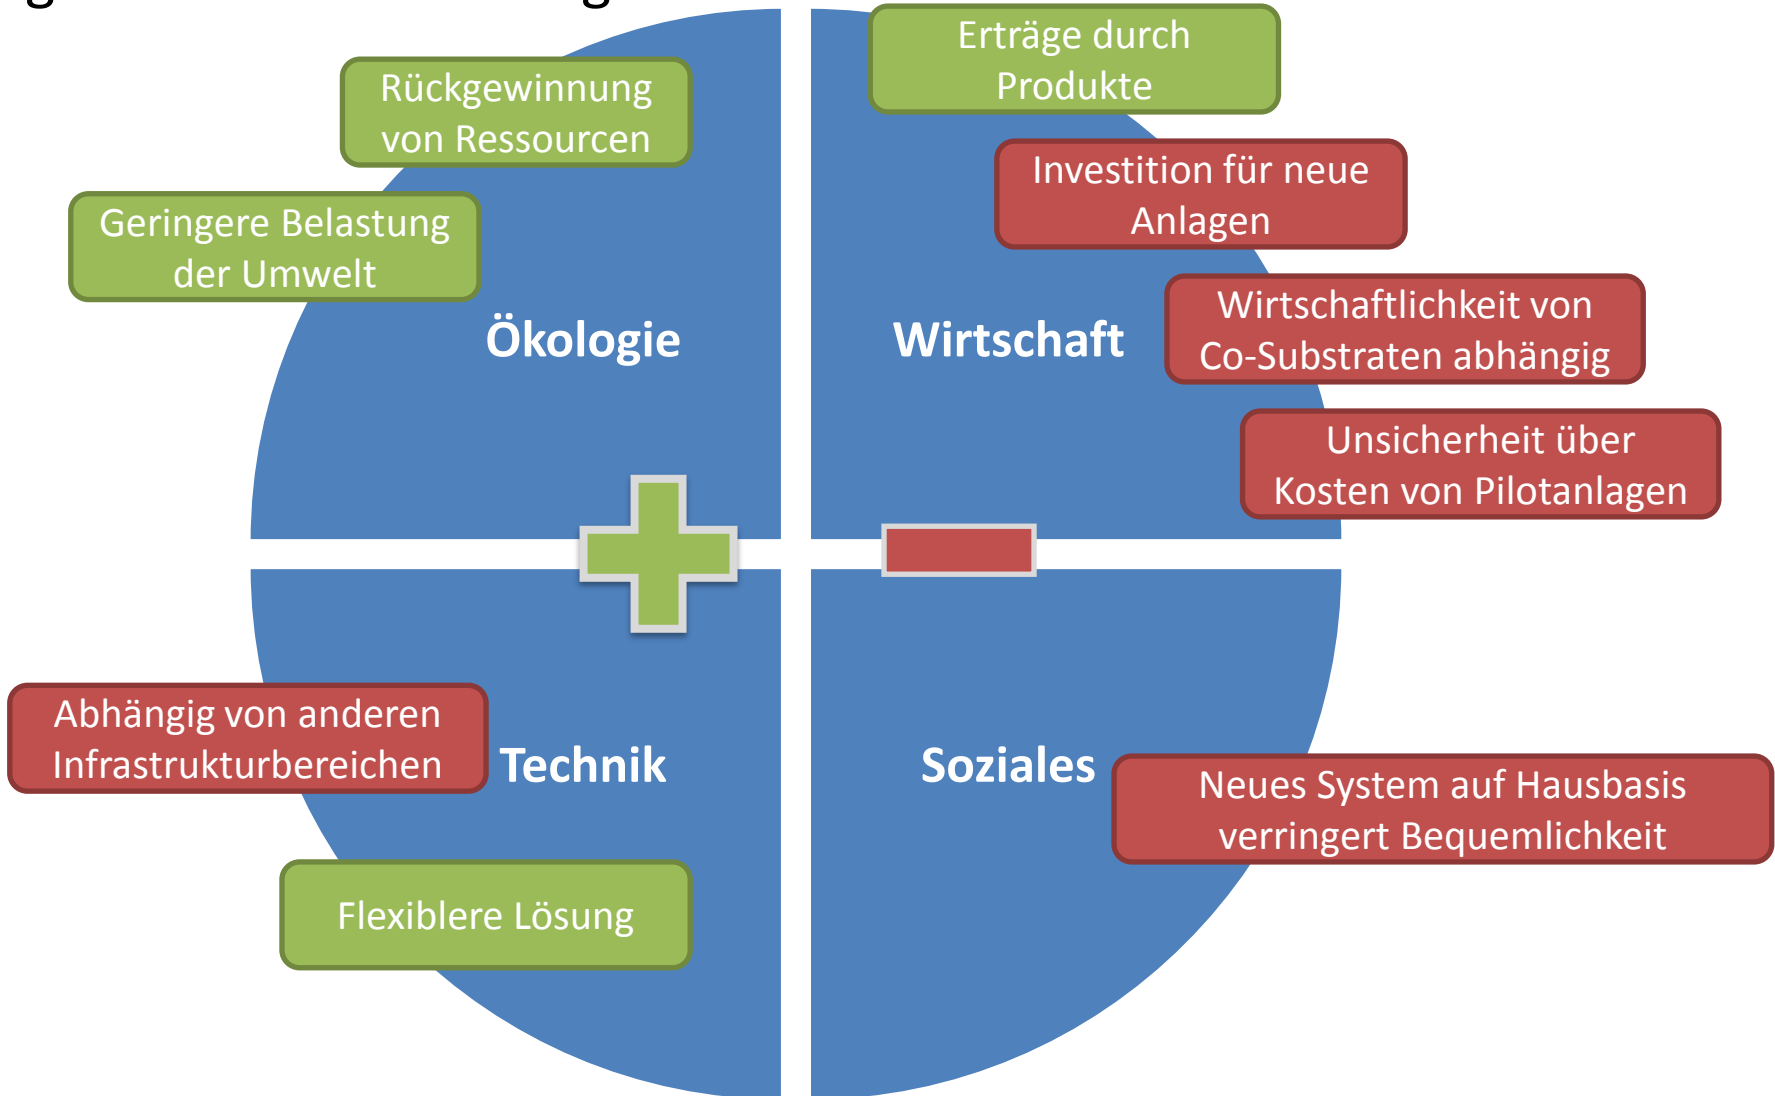 Rückgewinnung
von Ressourcen
Geringere Belastung
der Umwelt
Ökologie
Erträge durch
Produkte
Investition für neue
Anlagen
Wirtschaftlichkeit von
Co-Substraten abhängig
Unsicherheit über
Kosten von Pilotanlagen
Wirtschaft
Abhängig von anderen
Infrastrukturbereichen
Technik
Flexiblere Lösung
Soziales
Neues System auf Hausbasis
verringert Bequemlichkeit